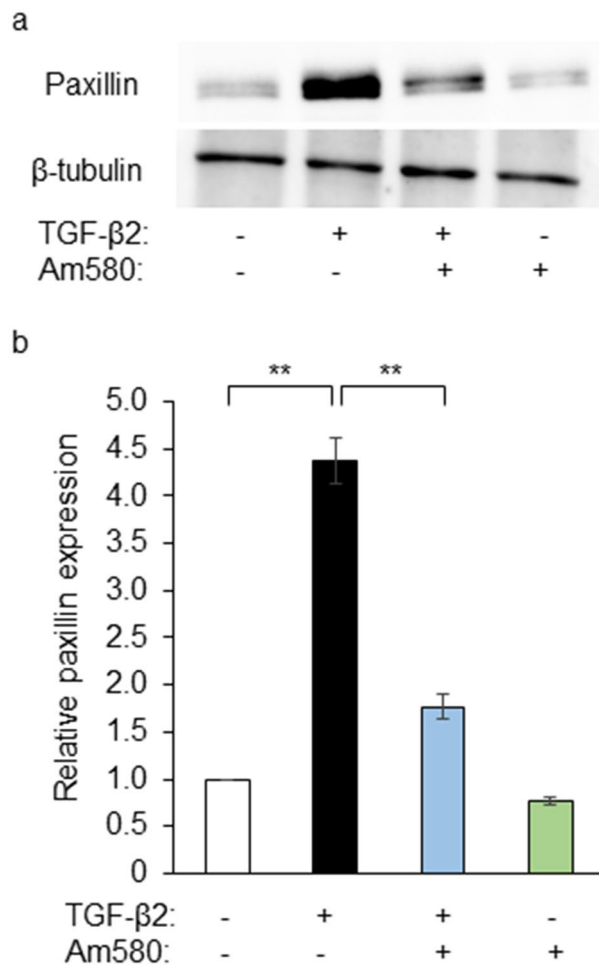 a
Paxillin
β-tubulin
TGF-β2: - + + -
Am580: - - + +
b
** **
5.0
4.5
4.0
3.5
3.0
2.5
2.0
1.5
1.0
0.5
0
Relative paxillin expression
TGF-β2: - + + -
Am580: - - + +